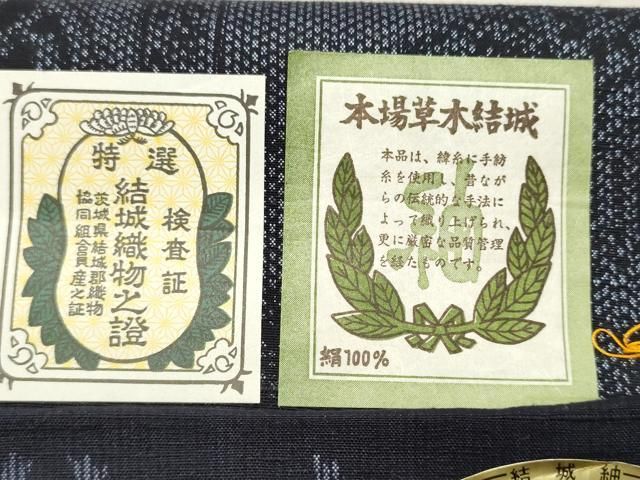 特選
検査証
結城織物之證
茨城県結城郡織物
協同組合員産之証
本場草木結城
本品は、緯糸に手紡
糸を使用し、昔なが
らの伝統的な手法に
よって織り上げられ、
更に厳密な品質管理
を経たものです。
絹100%
結城紬